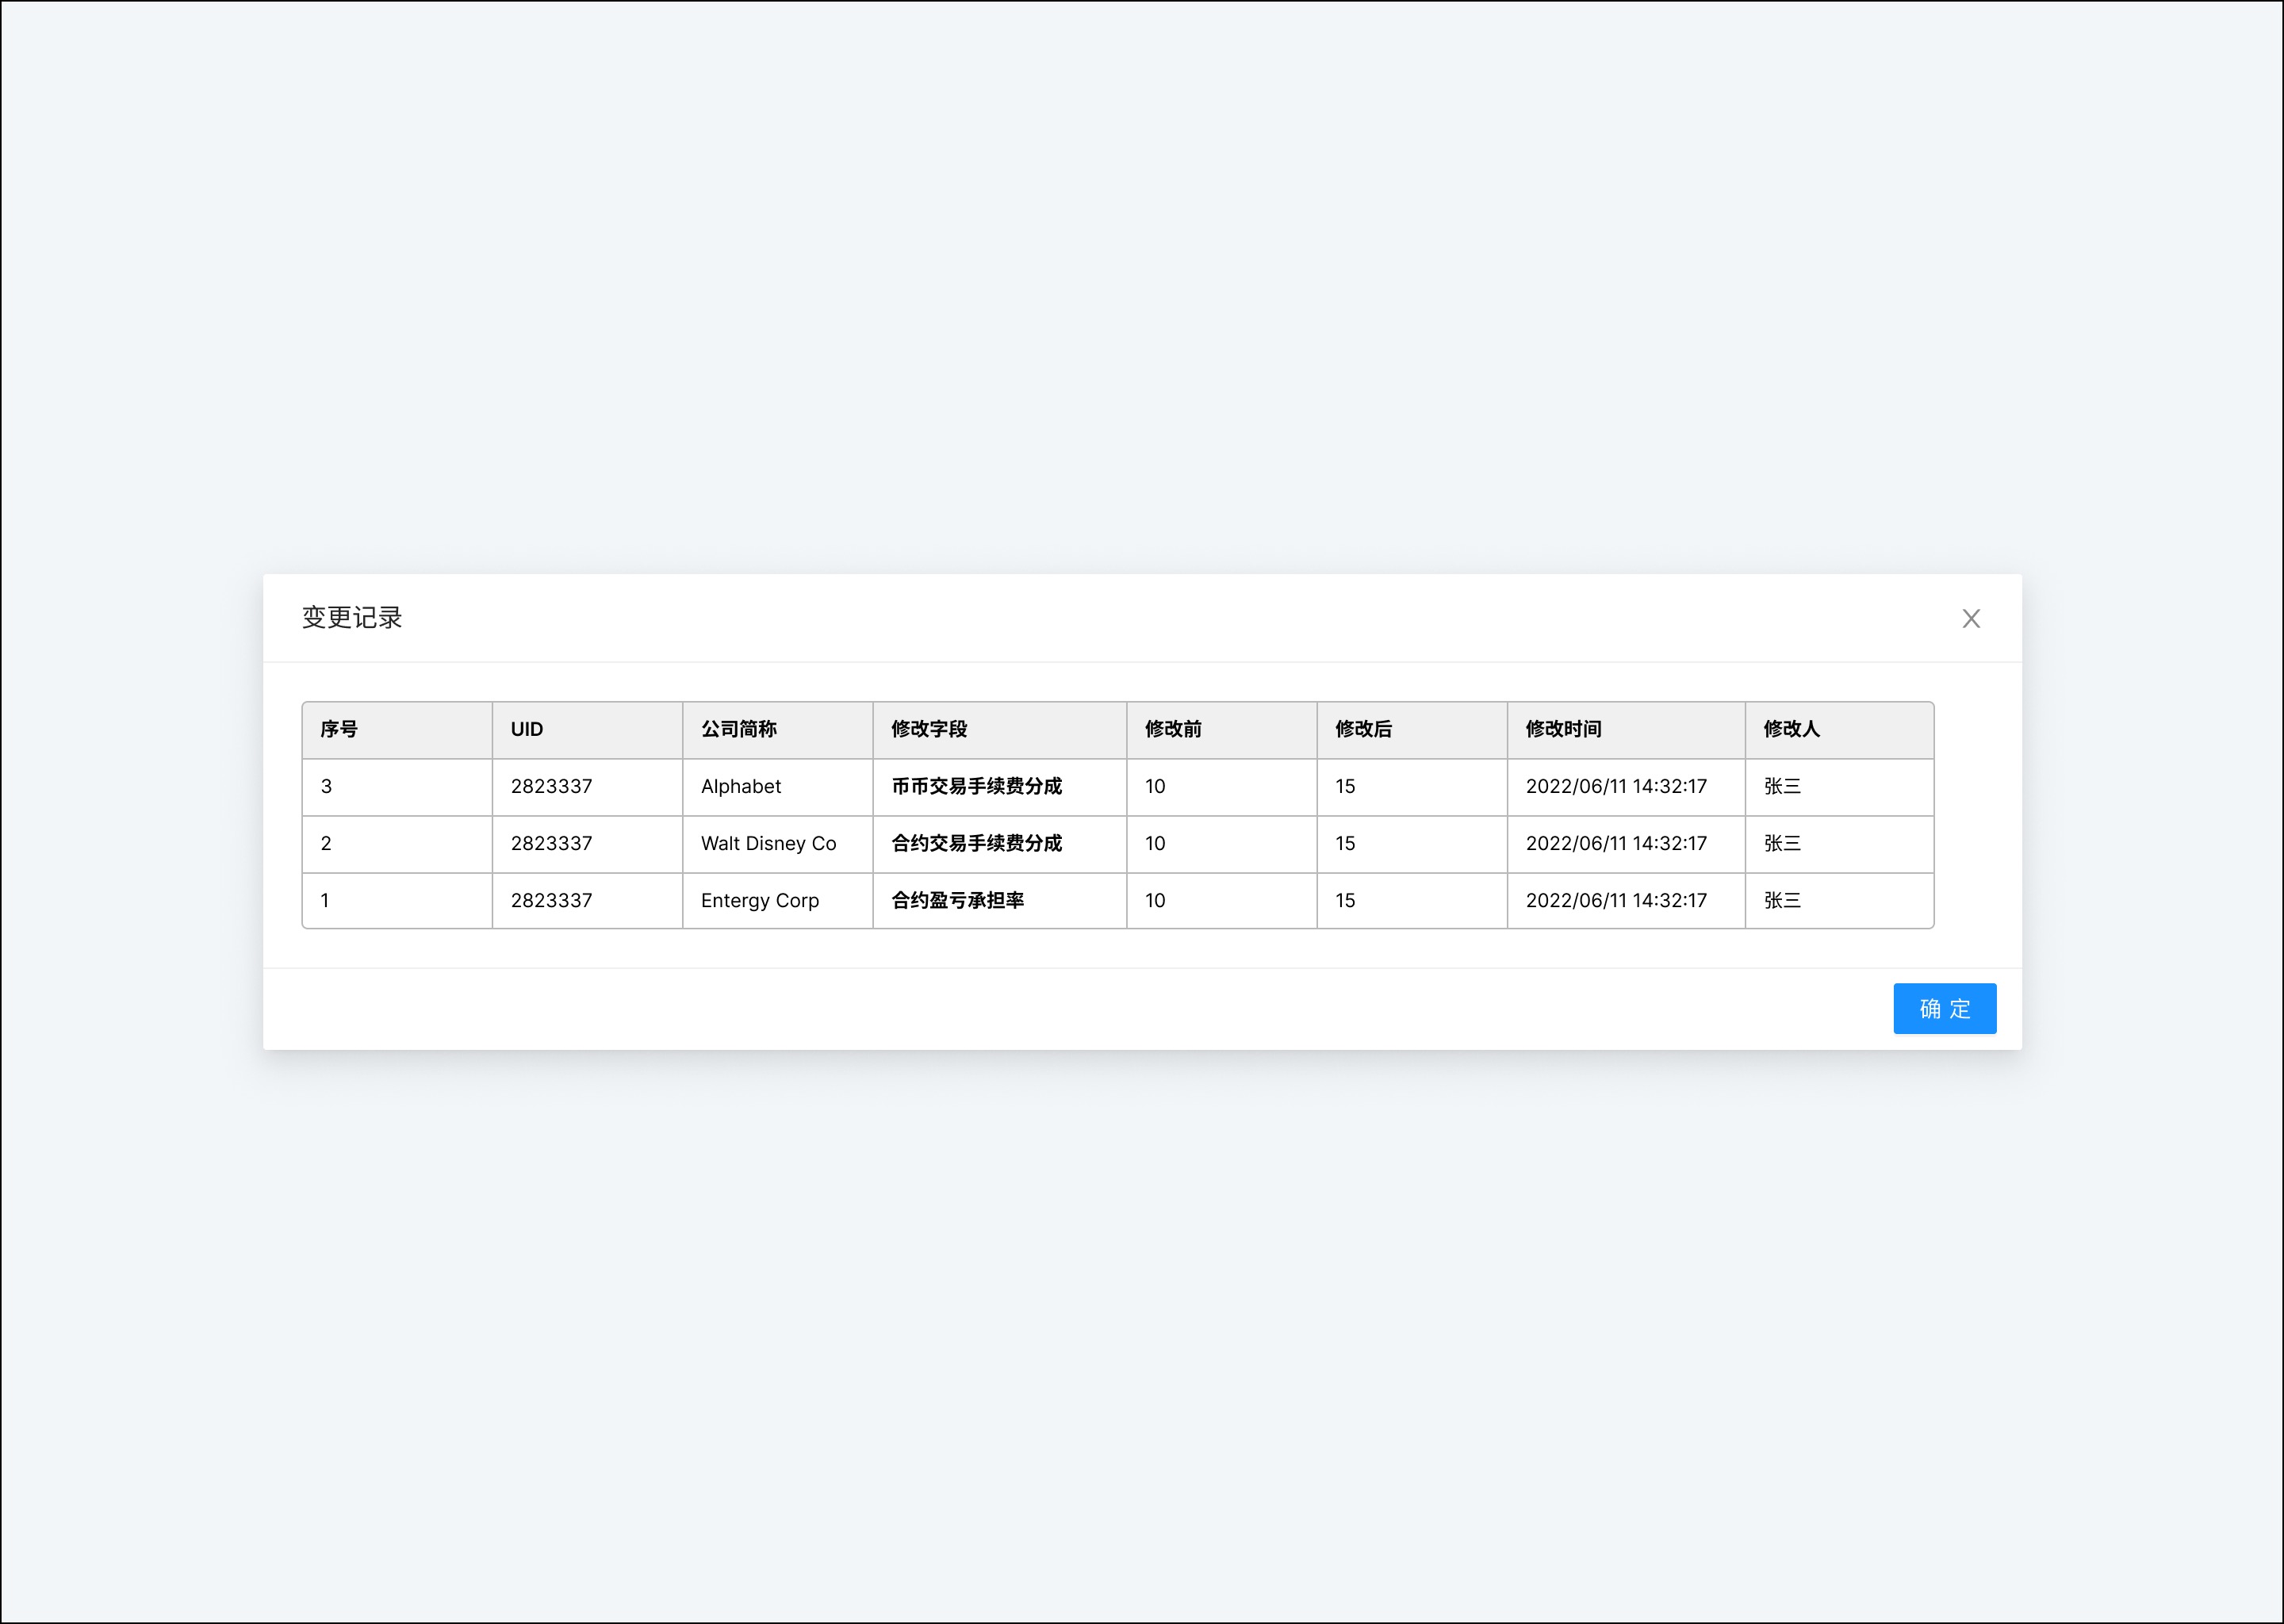 变更记录
序号 UID 公司简称 修改字段 修改前 修改后 修改时间 修改人
3 2823337 Alphabet 币币交易手续费分成 10 15 2022/06/11 14:32:17 张三
2 2823337 Walt Disney Co 合约交易手续费分成 10 15 2022/06/11 14:32:17 张三
1 2823337 Entergy Corp 合约盈亏承担率 10 15 2022/06/11 14:32:17 张三
确 定